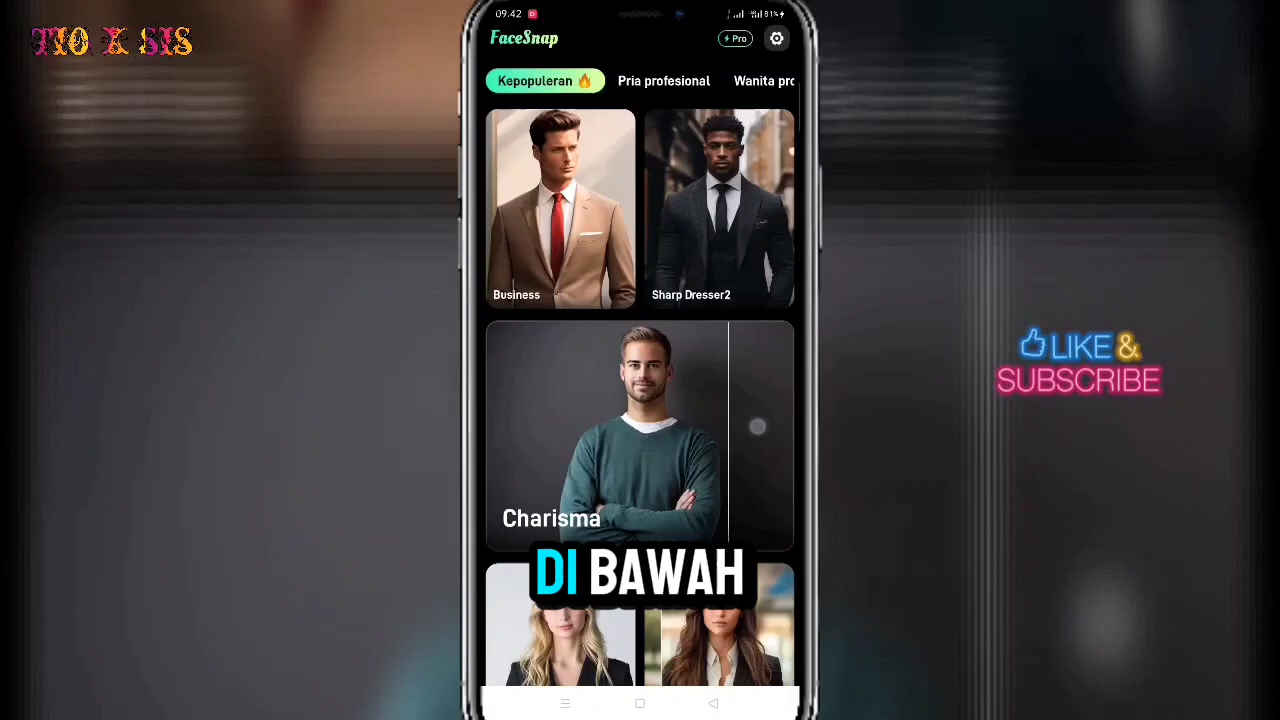 TIO X SIS
09.42
81%
FaceSnap
Pro
Kepopuleran
Pria profesional
Wanita pro
Business
Sharp Dresser2
LIKE &
SUBSCRIBE
Charisma
DI BAWAH